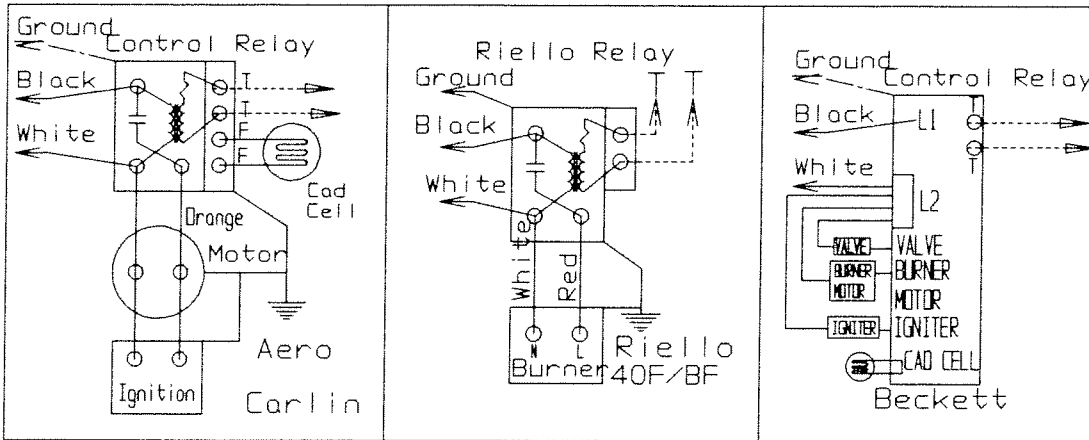 Ground
Control Relay
Black
T
T
White
F
F
Cad
Cell
Orange
Motor
Aero
Ignition
Carlin
Riello Relay
T T
Ground
Black
White
White
Red
N L
Burner
Riello
40F/BF
Ground
Control Relay
Black
L1
T
T
White
L2
VALVE VALVE
BURNER
MOTOR
BURNER
MOTOR
IGNITER IGNITER
CAD CELL
Beckett